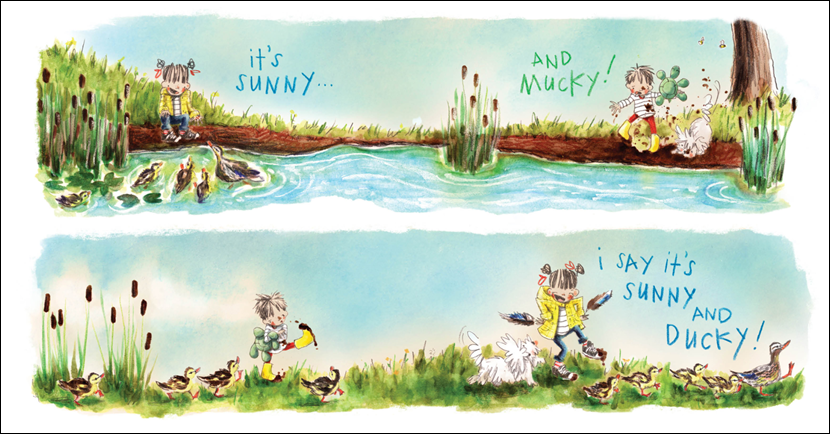 it's
SUNNY...
AND
MUCKY!
i SAY it's
SUNNY
AND
DUCKY!